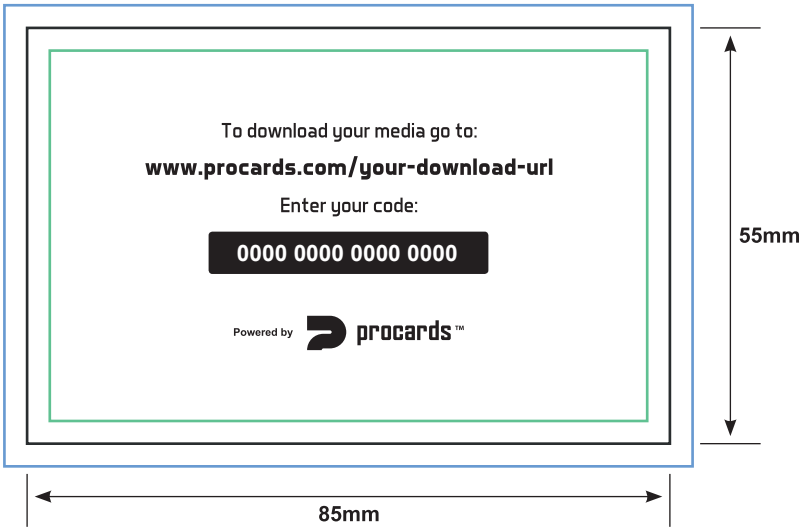 To download your media go to:
www.procards.com/your-download-url
Enter your code:
0000 0000 0000 0000
Powered by procards™
55mm
85mm